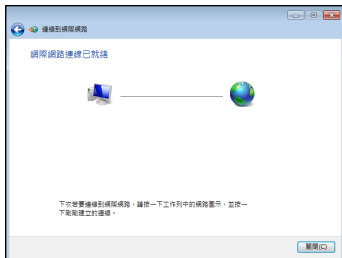 連線到網際網路
網際網路連線已就緒
下次若要連線到網際網路，請按一下工作列中的網路圖示，並按一
下剛剛建立的連線。
關閉(C)